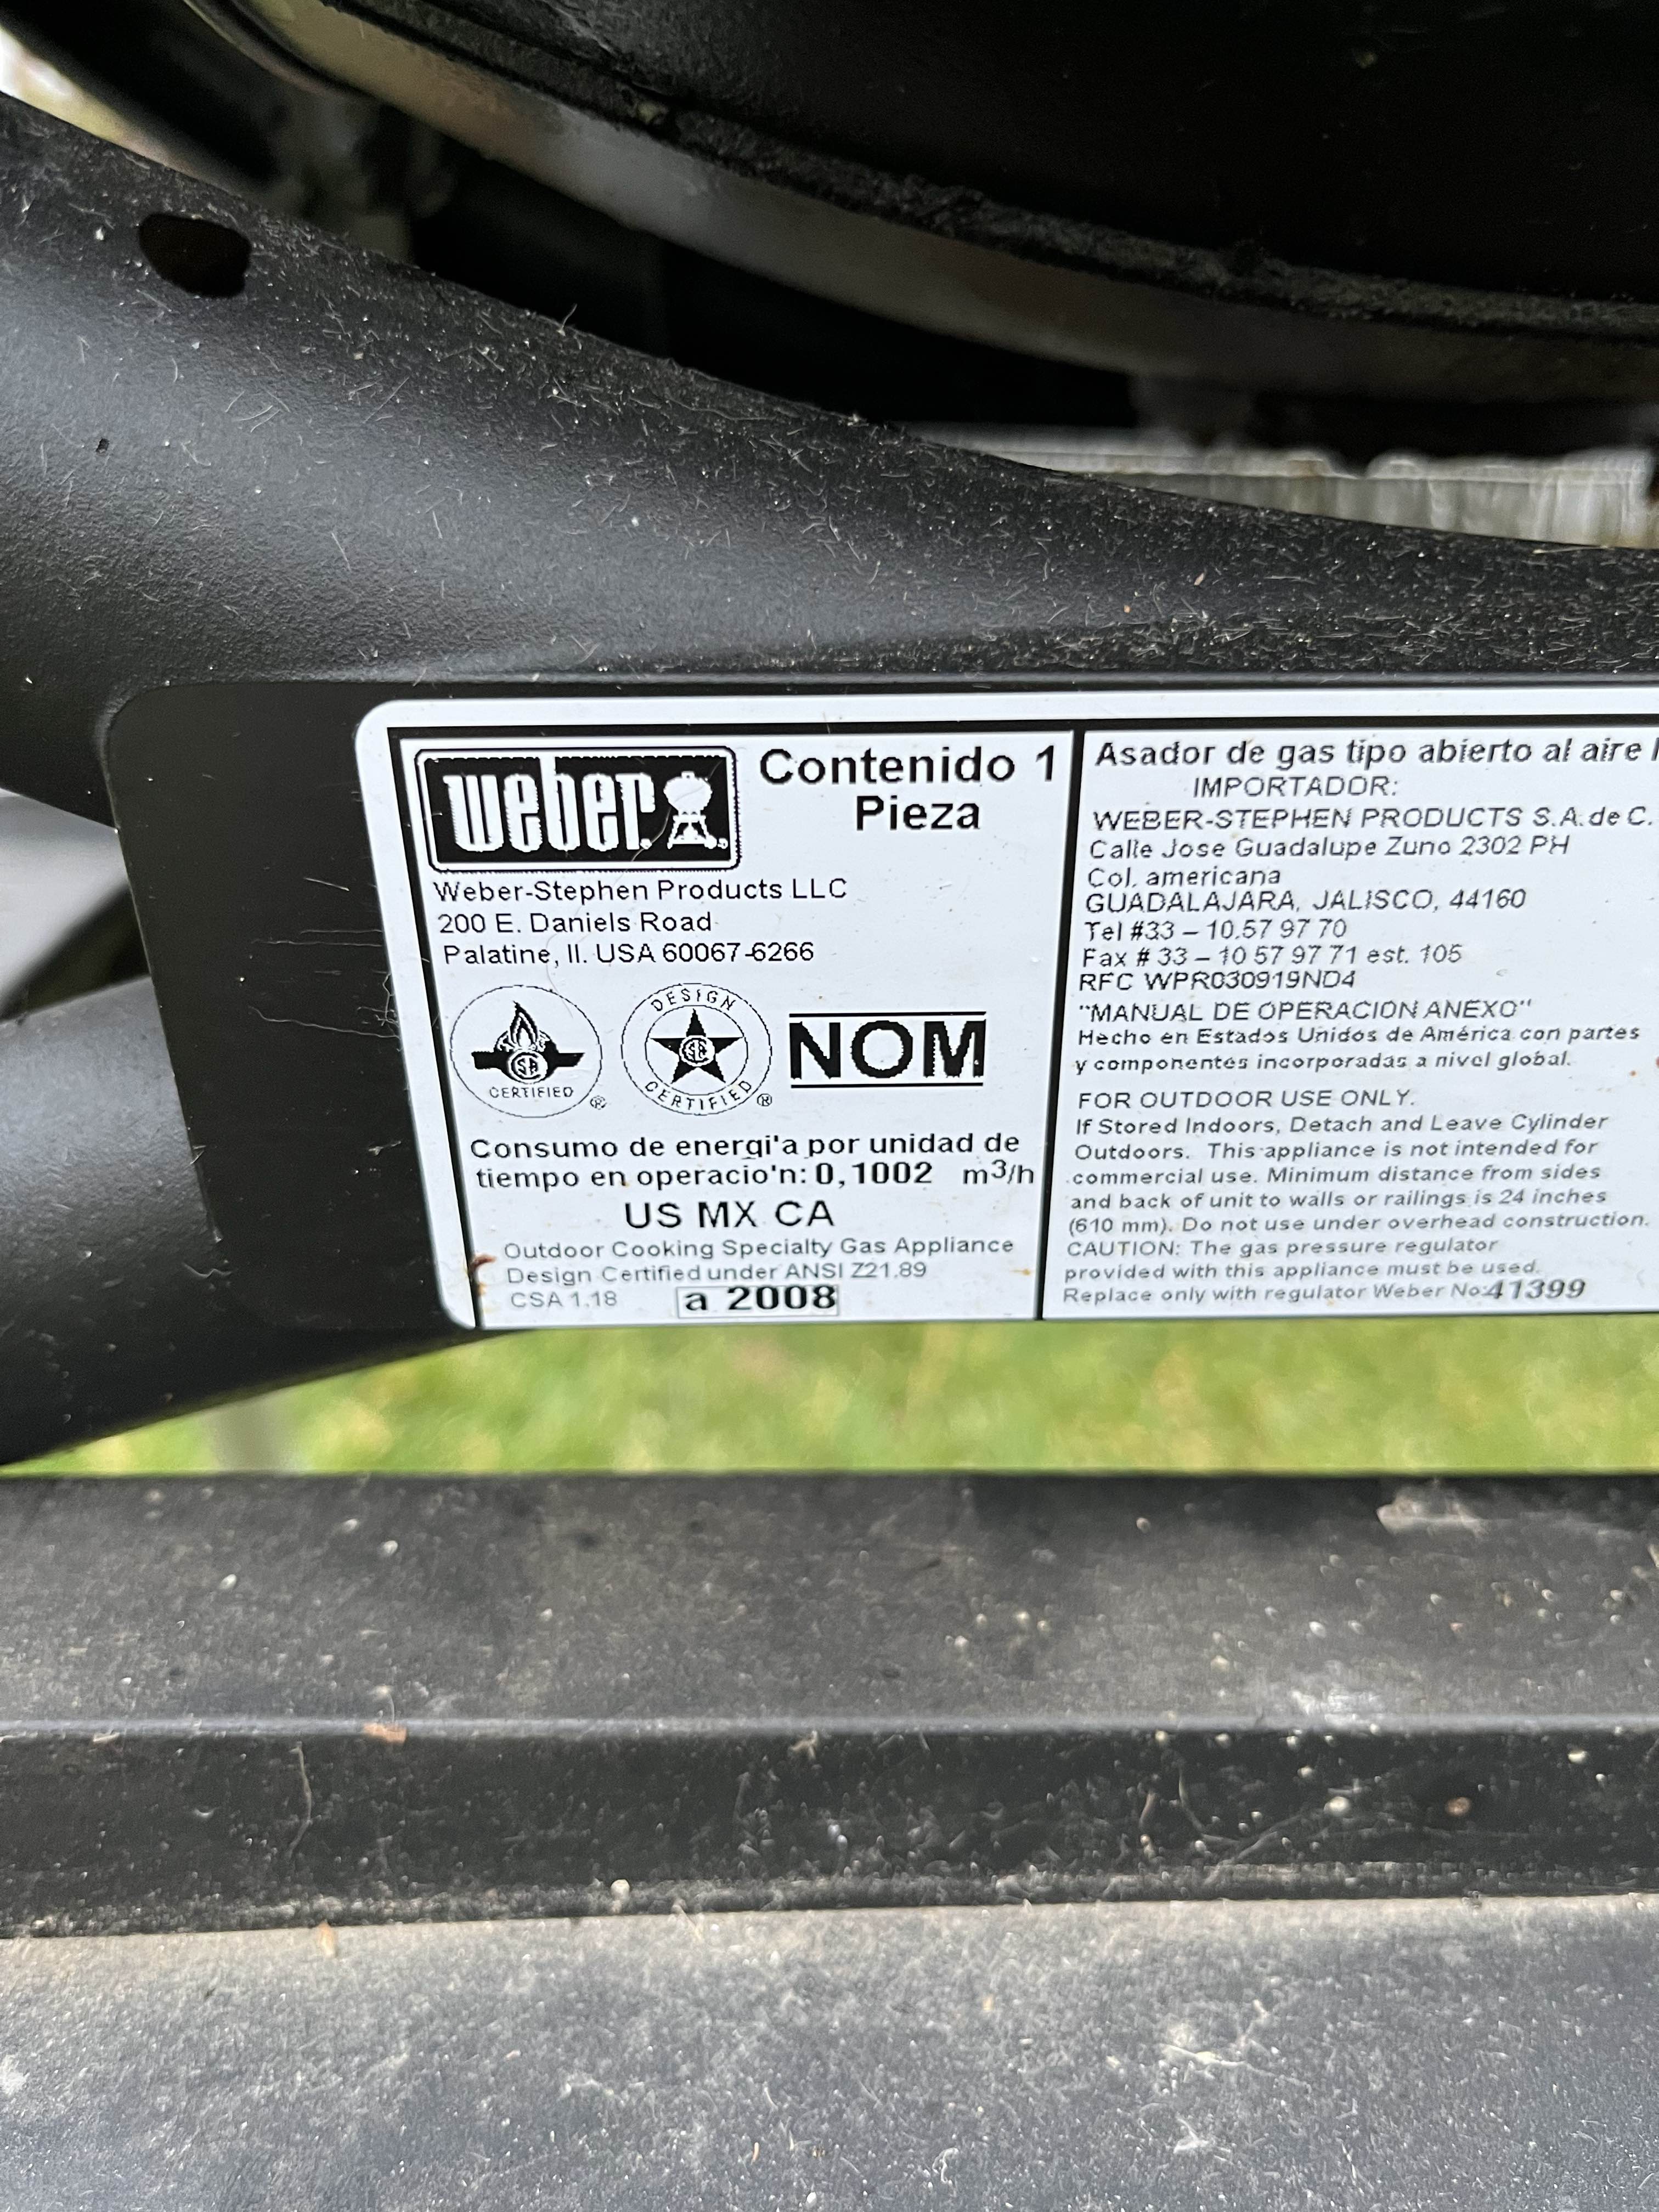 weber
Contenido 1
Pieza
Weber-Stephen Products LLC
200 E. Daniels Road
Palatine, Il. USA 60067-6266
CERTIFIED ®
DESIGN
CERTIFIED ®
NOM
Consumo de energi'a por unidad de
tiempo en operacio'n: 0,1002 m3/h
US MX CA
Outdoor Cooking Specialty Gas Appliance
Design Certified under ANSI Z21.89
CSA 1.18 a 2008
Asador de gas tipo abierto al aire
IMPORTADOR:
WEBER-STEPHEN PRODUCTS S.A. de C.
Calle Jose Guadalupe Zuno 2302 PH
Col. americana
GUADALAJARA, JALISCO, 44160
Tel #33 – 10.57 97 70
Fax # 33 – 10 57 97 71 est. 105
RFC WPR030919ND4
"MANUAL DE OPERACION ANEXO"
Hecho en Estados Unidos de América con partes
y componentes incorporadas a nivel global.
FOR OUTDOOR USE ONLY.
If Stored Indoors, Detach and Leave Cylinder
Outdoors. This appliance is not intended for
commercial use. Minimum distance from sides
and back of unit to walls or railings is 24 inches
(610 mm). Do not use under overhead construction.
CAUTION: The gas pressure regulator
provided with this appliance must be used.
Replace only with regulator Weber No:41399